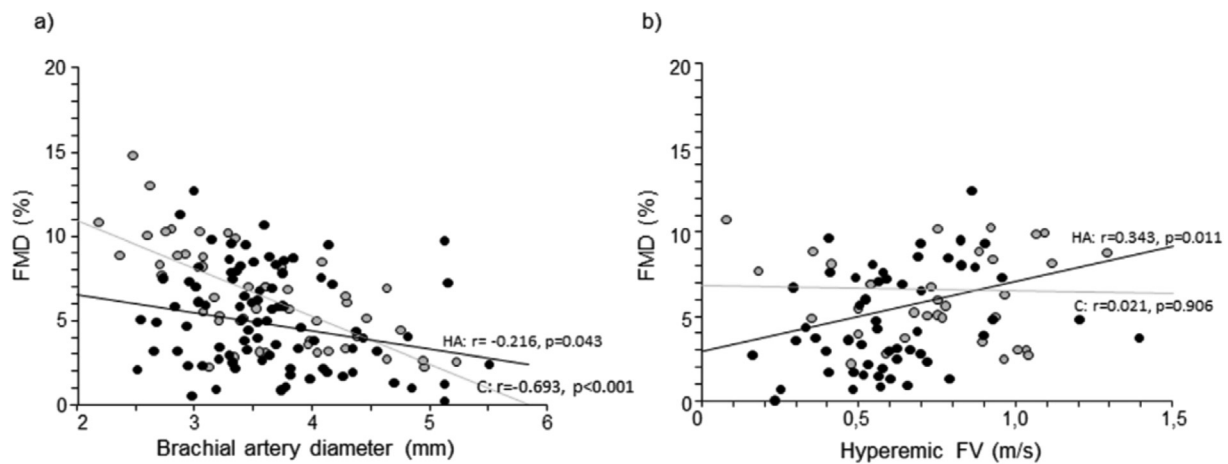 a)
FMD (%)
20
15
10
5
0
HA: r= -0.216, p=0.043
C: r=-0.693, p<0.001
2
3
4
5
6
Brachial artery diameter (mm)
b)
FMD (%)
20
15
10
5
0
HA: r=0.343, p=0.011
C: r=0.021, p=0.906
0
0,5
1,0
1,5
Hyperemic FV (m/s)